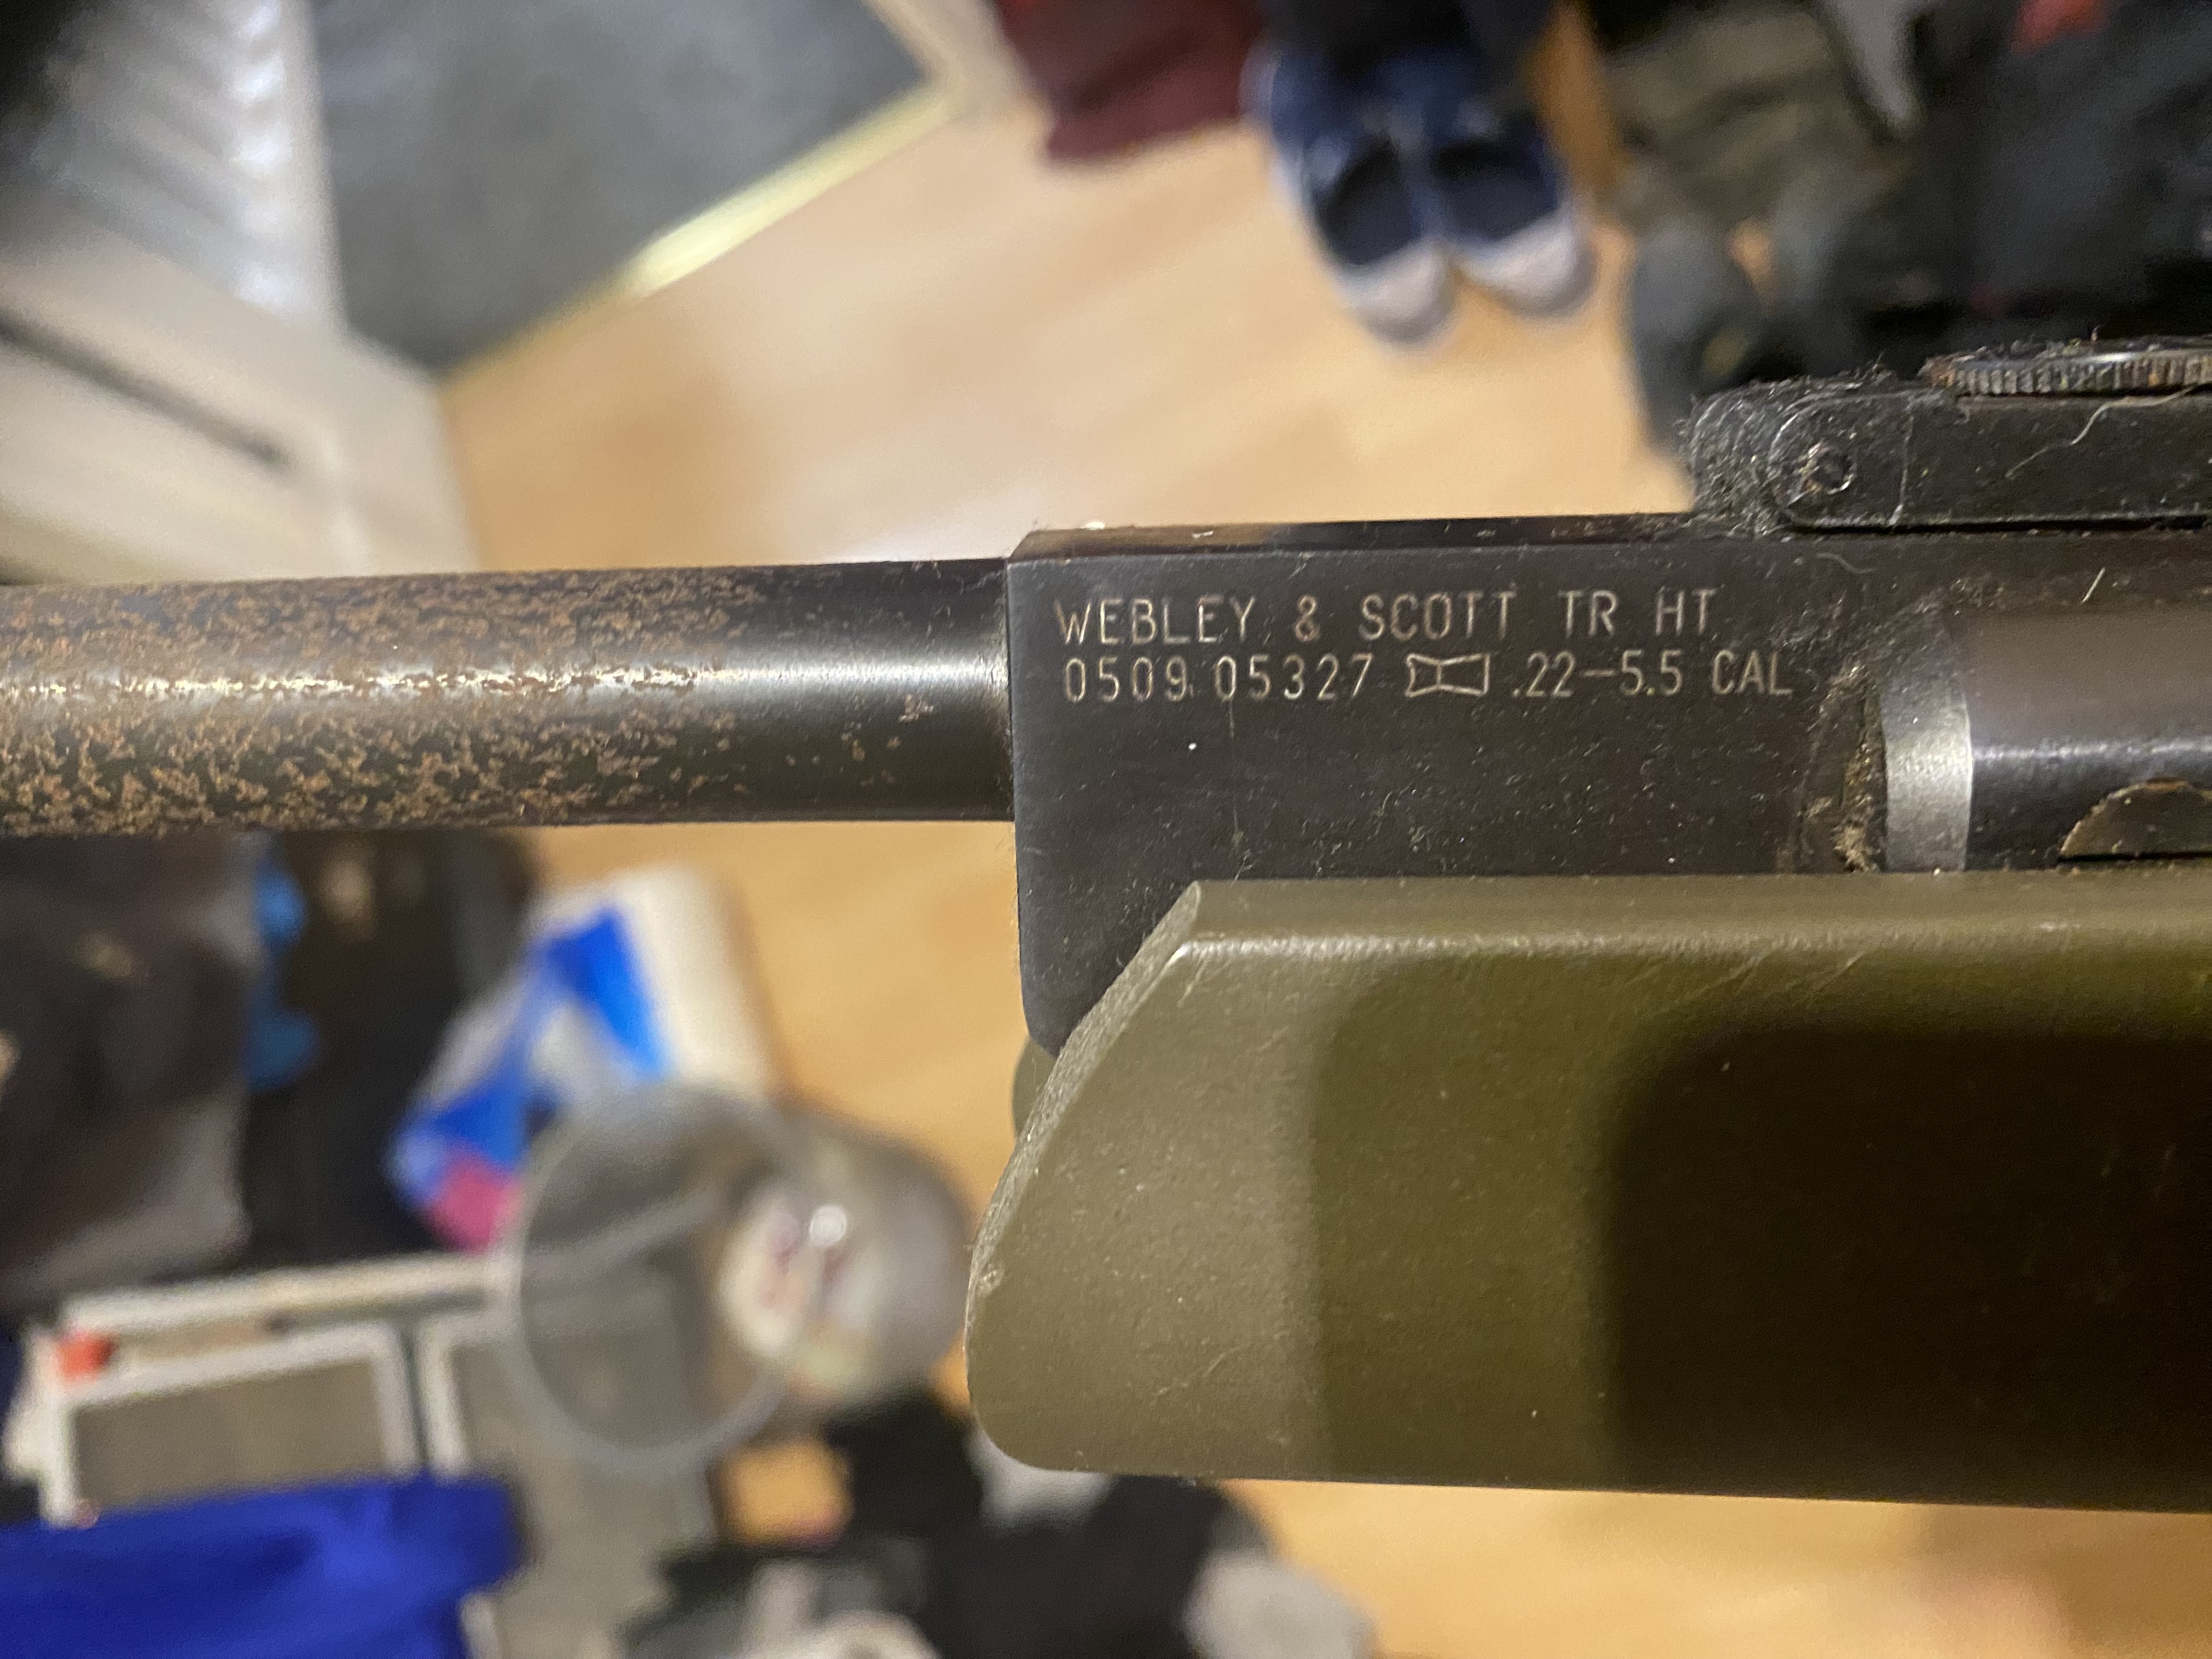 WEBLEY & SCOTT TR HT
0509 05327 .22-5.5 CAL